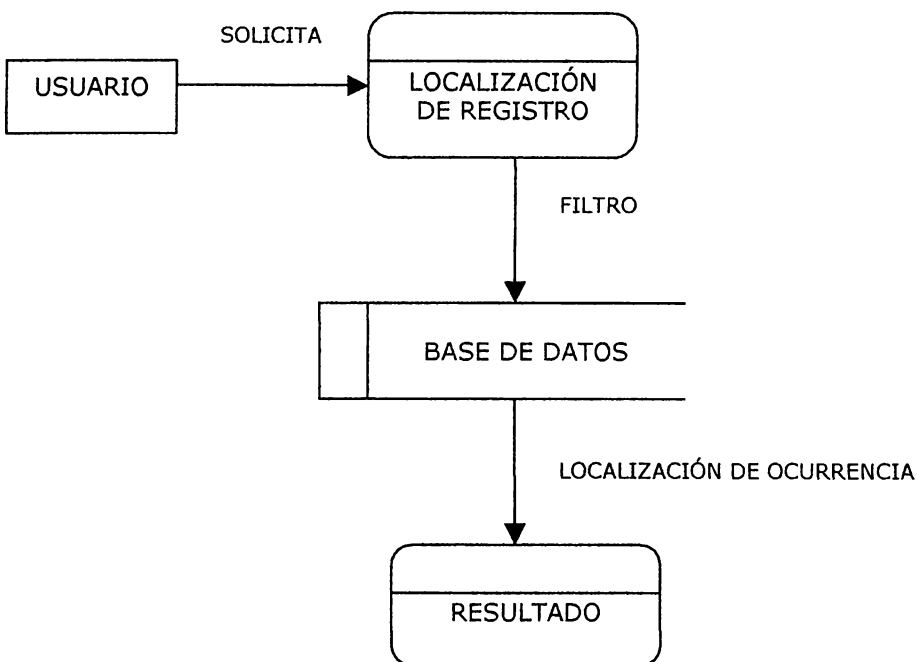 SOLICITA
USUARIO
LOCALIZACIÓN
DE REGISTRO
FILTRO
BASE DE DATOS
LOCALIZACIÓN DE OCURRENCIA
RESULTADO